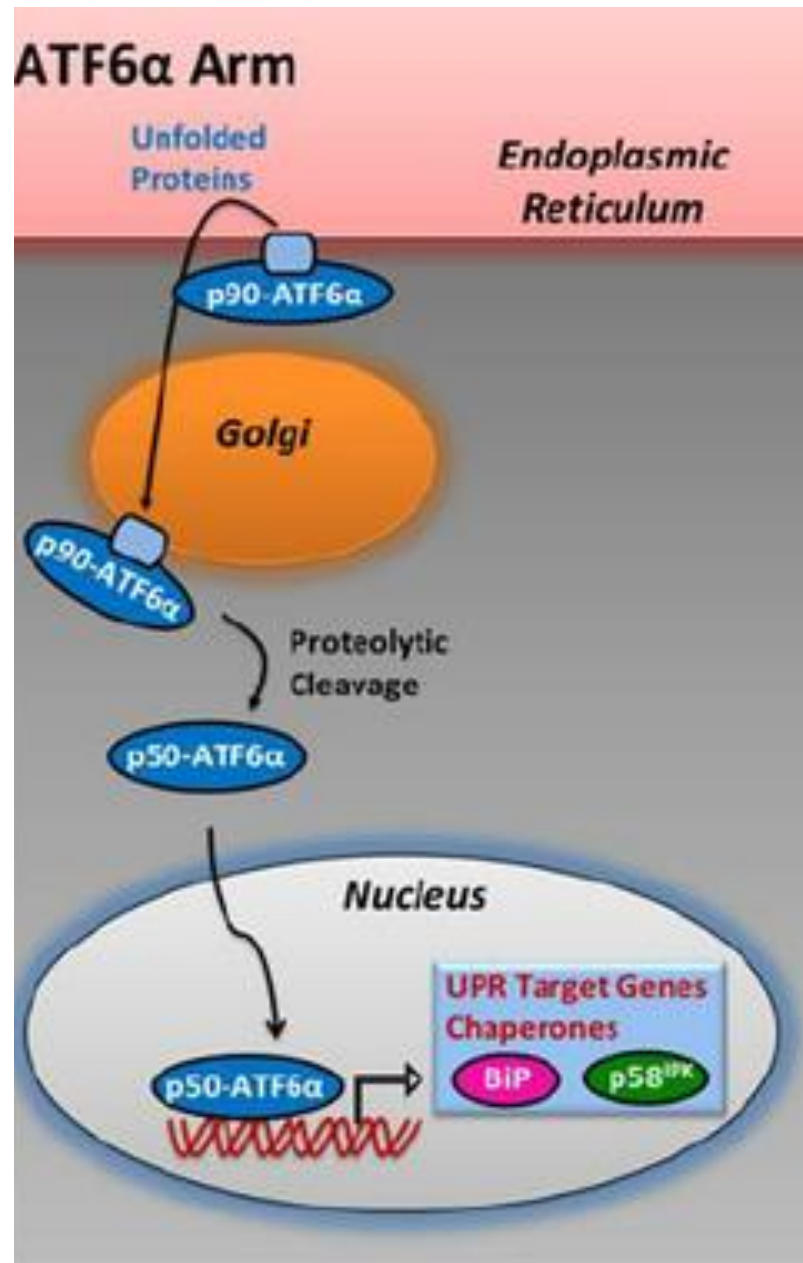 ATF6α Arm
Unfolded
Proteins
Endoplasmic
Reticulum
p90-ATF6α
Golgi
p90-ATF6α
Proteolytic
Cleavage
p50-ATF6α
Nucleus
UPR Target Genes
Chaperones
BiP
p58ᴵᴾᴷ
p50-ATF6α